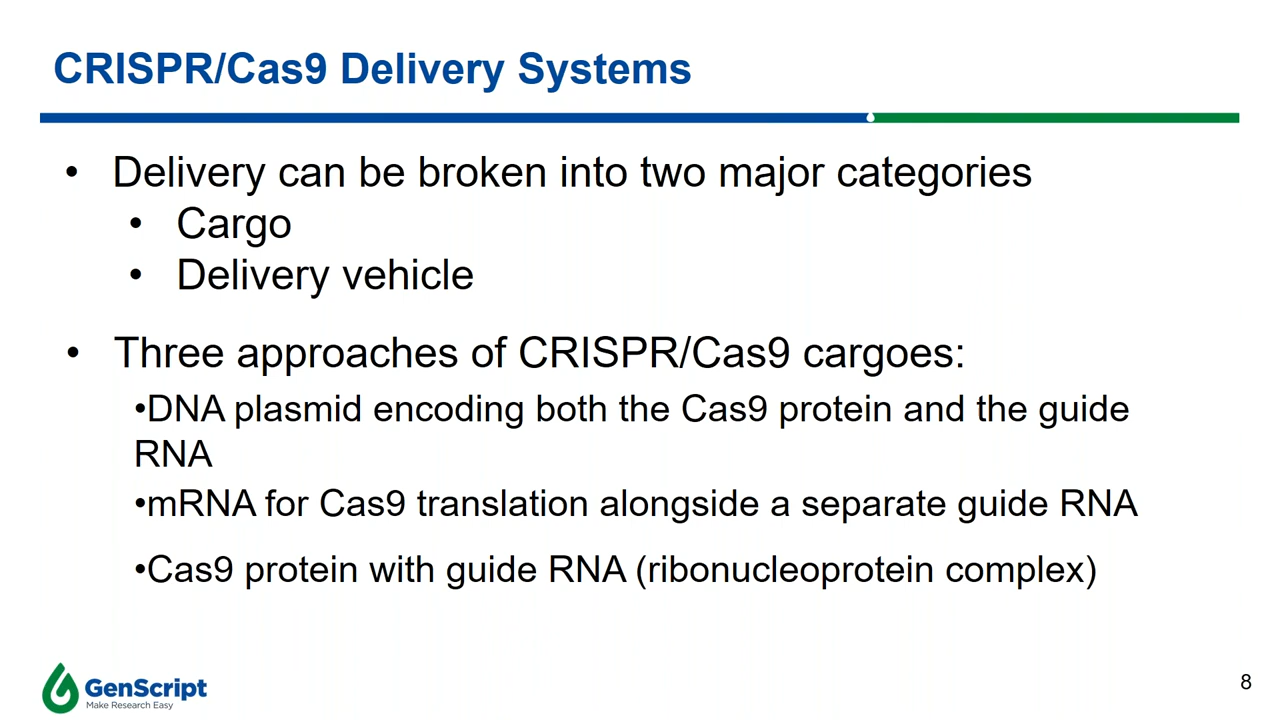 CRISPR/Cas9 Delivery Systems
• Delivery can be broken into two major categories
• Cargo
• Delivery vehicle
• Three approaches of CRISPR/Cas9 cargoes:
•DNA plasmid encoding both the Cas9 protein and the guide
RNA
•mRNA for Cas9 translation alongside a separate guide RNA
•Cas9 protein with guide RNA (ribonucleoprotein complex)
GenScript
Make Research Easy
8